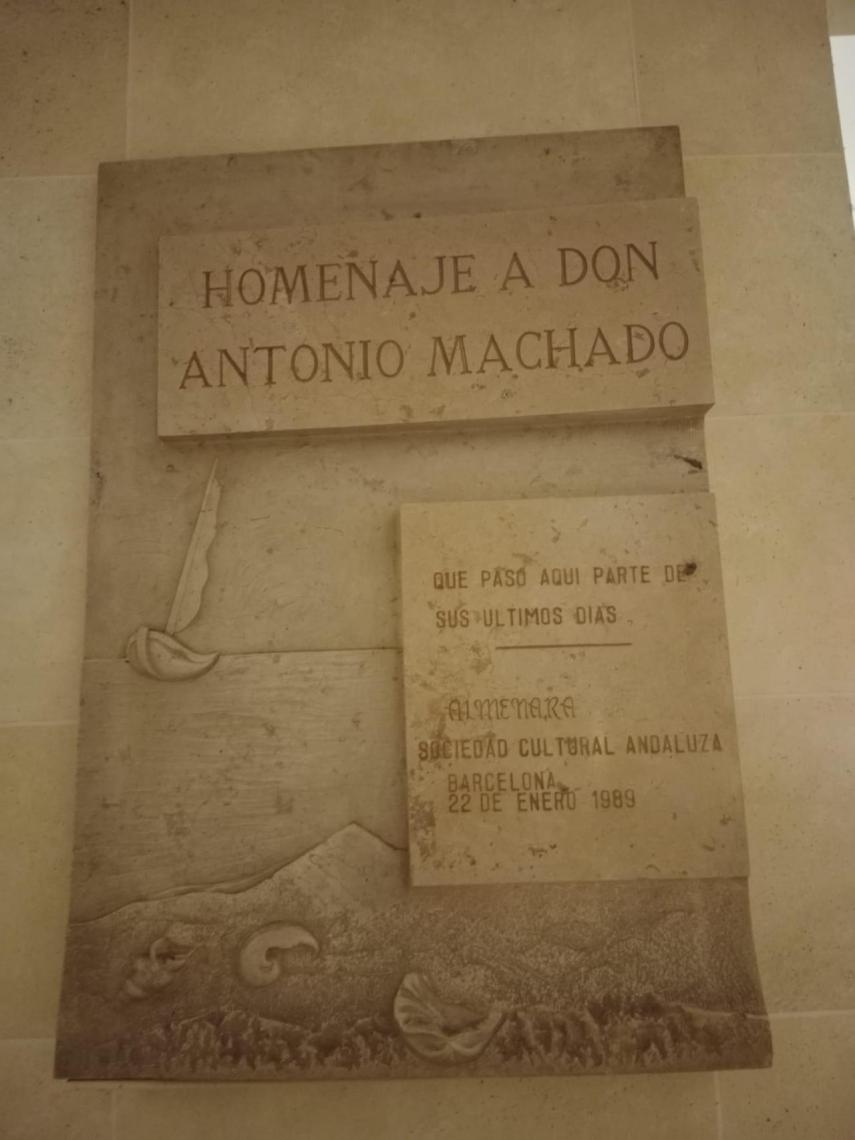 HOMENAJE A DON
ANTONIO MACHADO
QUE PASO AQUI PARTE DE
SUS ULTIMOS DIAS
ALMENARA
SOCIEDAD CULTURAL ANDALUZA
BARCELONA
22 DE ENERO 1989